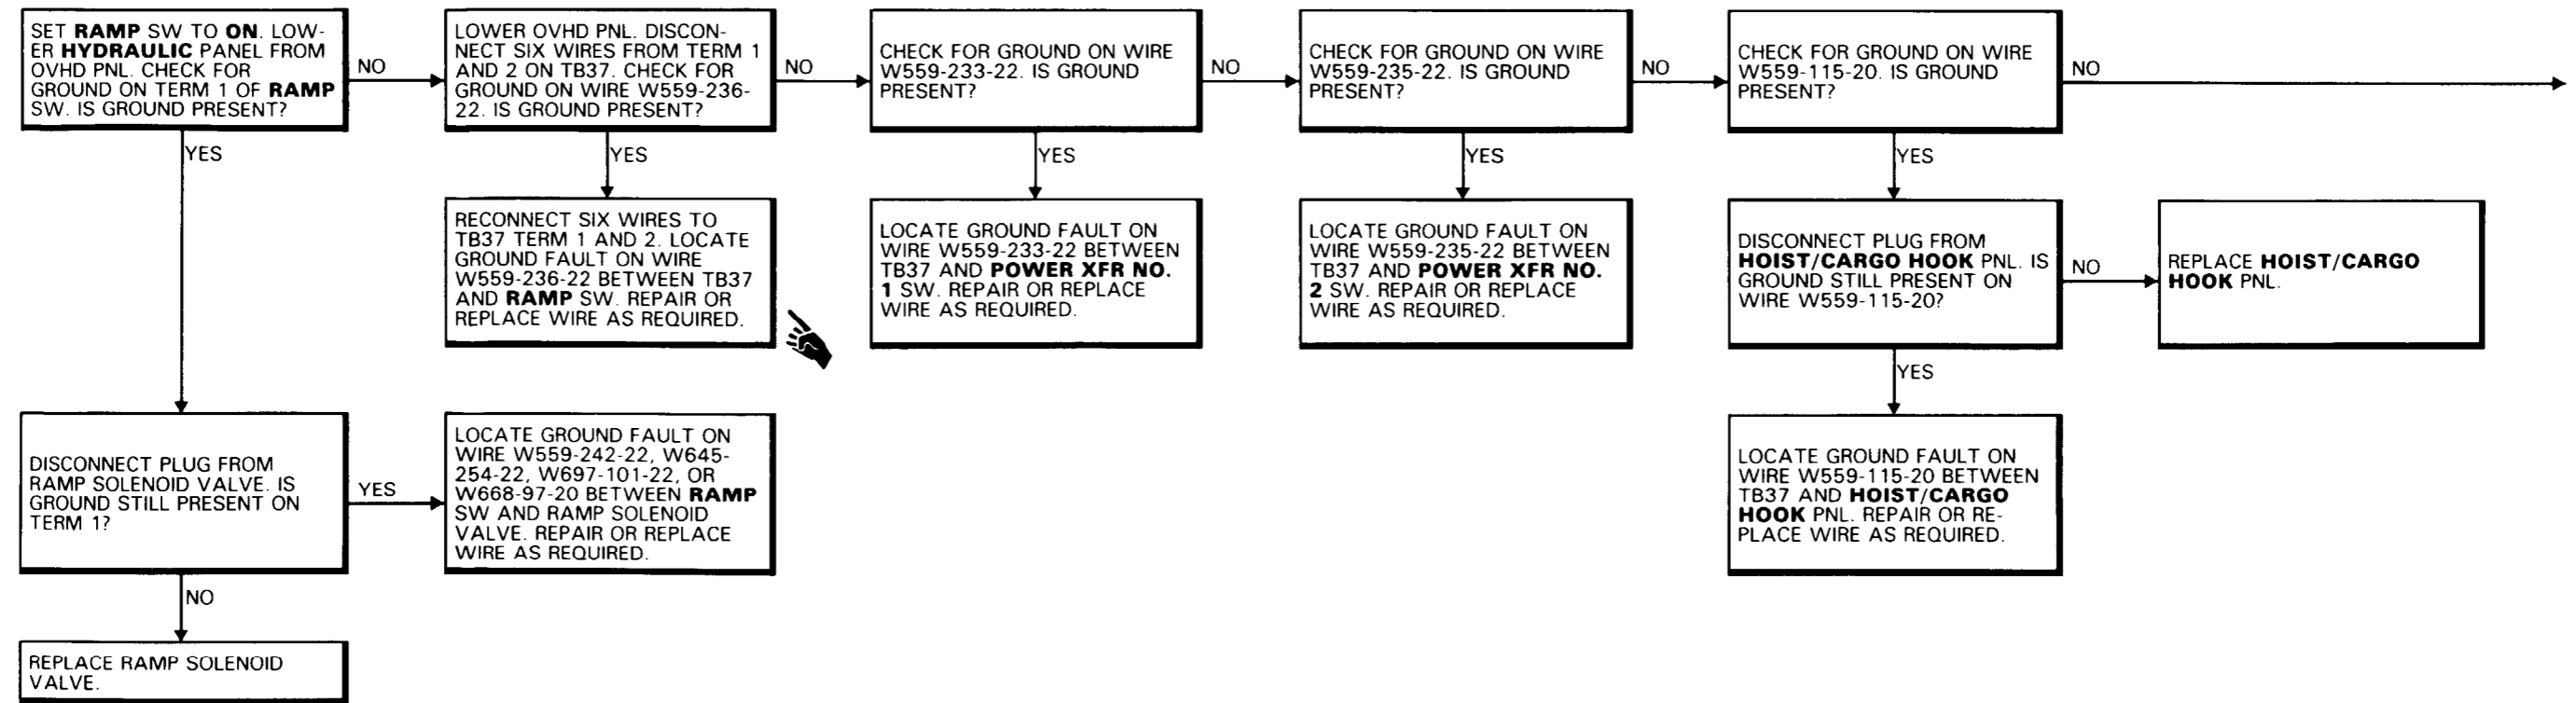 SET RAMP SW TO ON. LOW-
ER HYDRAULIC PANEL FROM
OVHD PNL. CHECK FOR
GROUND ON TERM 1 OF RAMP
SW. IS GROUND PRESENT?
NO
YES
LOWER OVHD PNL. DISCON-
NECT SIX WIRES FROM TERM 1
AND 2 ON TB37. CHECK FOR
GROUND ON WIRE W559-236-
22. IS GROUND PRESENT?
NO
YES
CHECK FOR GROUND ON WIRE
W559-233-22. IS GROUND
PRESENT?
NO
YES
CHECK FOR GROUND ON WIRE
W559-235-22. IS GROUND
PRESENT?
NO
YES
CHECK FOR GROUND ON WIRE
W559-115-20. IS GROUND
PRESENT?
NO
YES
RECONNECT SIX WIRES TO
TB37 TERM 1 AND 2. LOCATE
GROUND FAULT ON WIRE
W559-236-22 BETWEEN TB37
AND RAMP SW. REPAIR OR
REPLACE WIRE AS REQUIRED.
LOCATE GROUND FAULT ON
WIRE W559-233-22 BETWEEN
TB37 AND POWER XFR NO.
1 SW. REPAIR OR REPLACE
WIRE AS REQUIRED.
LOCATE GROUND FAULT ON
WIRE W559-235-22 BETWEEN
TB37 AND POWER XFR NO.
2 SW. REPAIR OR REPLACE
WIRE AS REQUIRED.
DISCONNECT PLUG FROM
HOIST/CARGO HOOK PNL. IS
GROUND STILL PRESENT ON
WIRE W559-115-20?
NO
YES
REPLACE HOIST/CARGO
HOOK PNL.
DISCONNECT PLUG FROM
RAMP SOLENOID VALVE. IS
GROUND STILL PRESENT ON
TERM 1?
YES
NO
LOCATE GROUND FAULT ON
WIRE W559-242-22, W645-
254-22, W697-101-22, OR
W668-97-20 BETWEEN RAMP
SW AND RAMP SOLENOID
VALVE. REPAIR OR REPLACE
WIRE AS REQUIRED.
LOCATE GROUND FAULT ON
WIRE W559-115-20 BETWEEN
TB37 AND HOIST/CARGO
HOOK PNL. REPAIR OR RE-
PLACE WIRE AS REQUIRED.
REPLACE RAMP SOLENOID
VALVE.